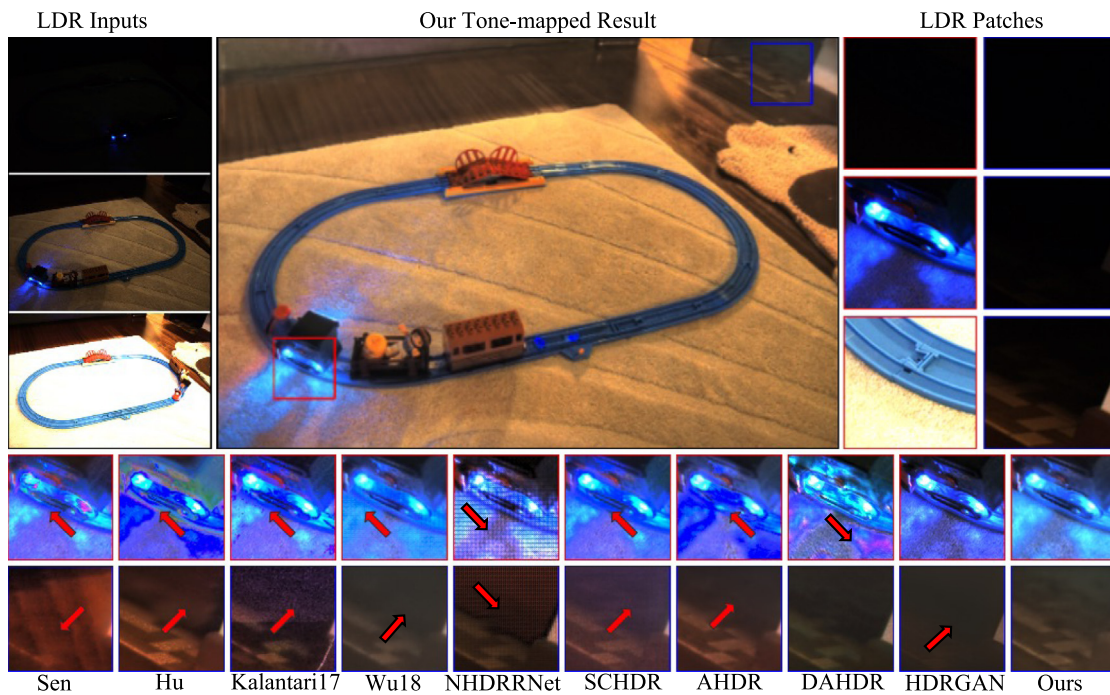 LDR Inputs
Our Tone-mapped Result
LDR Patches
Sen
Hu
Kalantari17
Wu18
NHDRRNet
SCHDR
AHDR
DAHDR
HDRGAN
Ours